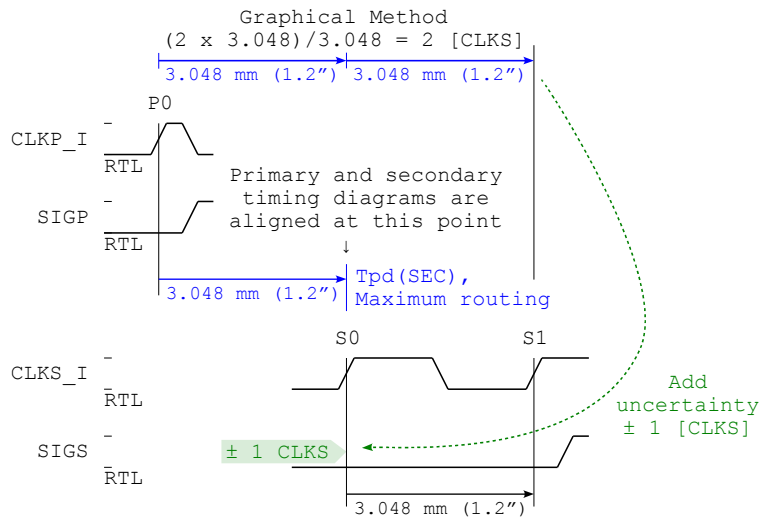 Graphical Method
(2 x 3.048)/3.048 = 2 [CLKS]
3.048 mm (1.2″) 3.048 mm (1.2″)
P0
CLKP_I
RTL
Primary and secondary
timing diagrams are
aligned at this point
↓
SIGP
RTL
Tpd(SEC),
3.048 mm (1.2″) Maximum routing
S0 S1
CLKS_I
RTL
Add
uncertainty
± 1 [CLKS]
SIGS
± 1 CLKS
RTL
3.048 mm (1.2″)